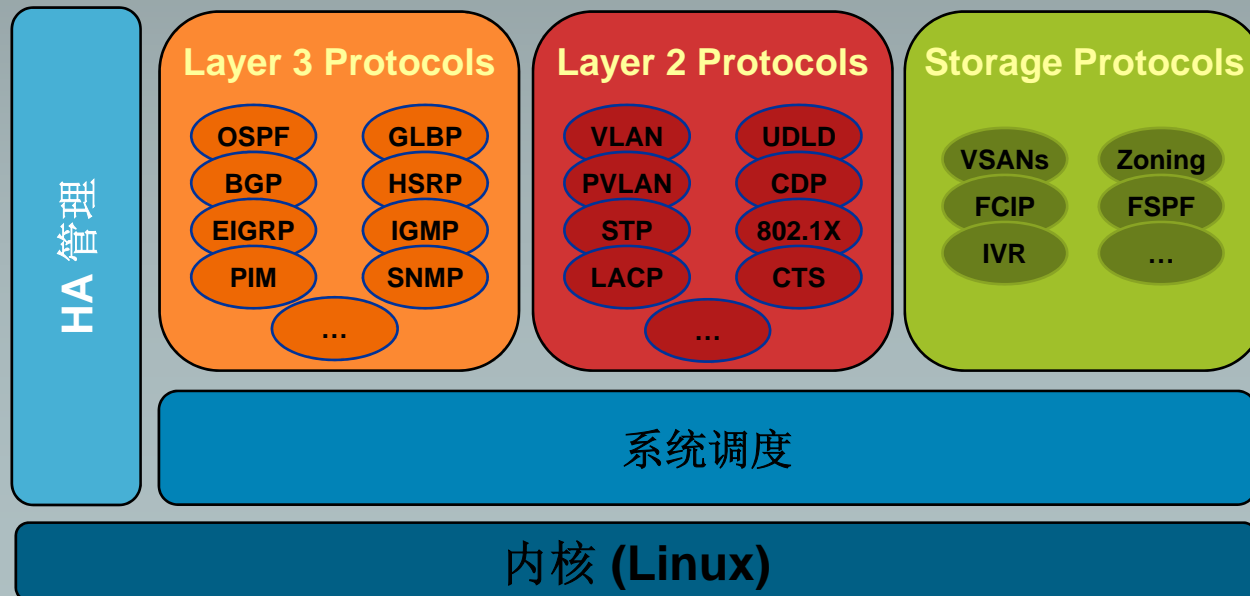 HA 管理
Layer 3 Protocols
OSPF
GLBP
BGP
HSRP
EIGRP
IGMP
PIM
SNMP
…
Layer 2 Protocols
VLAN
UDLD
PVLAN
CDP
STP
802.1X
LACP
CTS
…
Storage Protocols
VSANs
Zoning
FCIP
FSPF
IVR
…
系统调度
内核 (Linux)